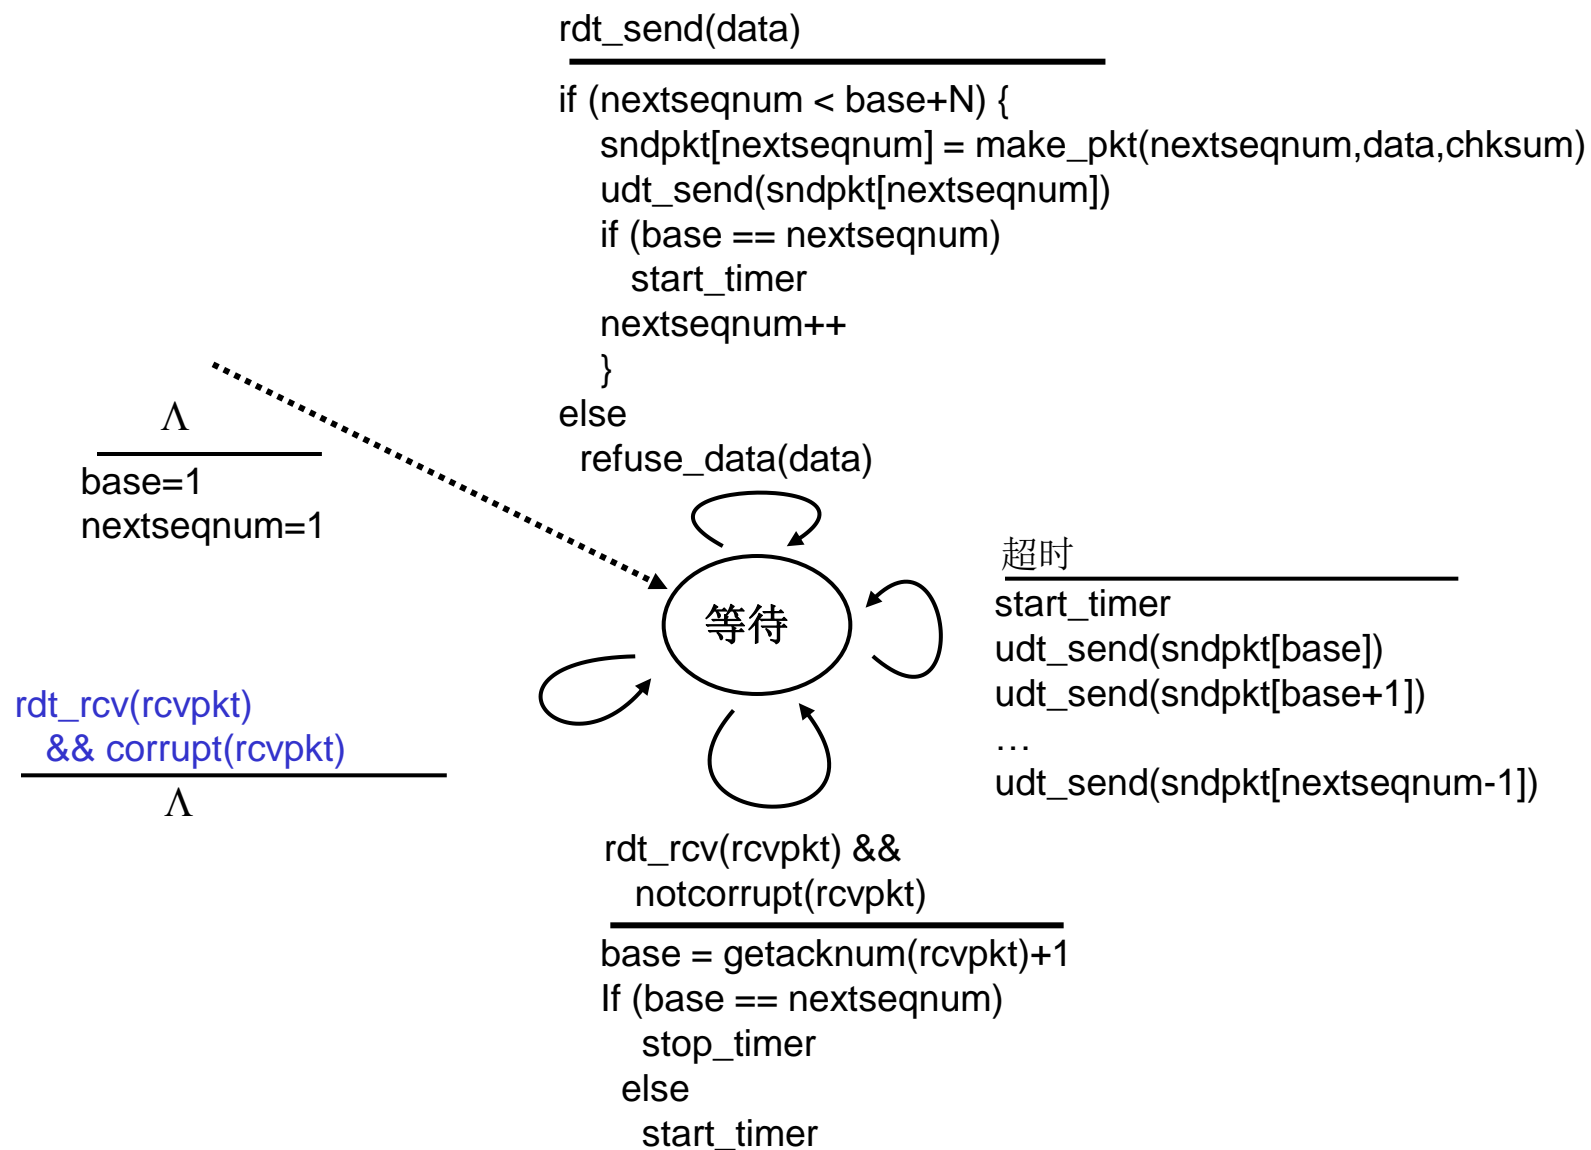 rdt_send(data)
if (nextseqnum < base+N) {
sndpkt[nextseqnum] = make_pkt(nextseqnum,data,chksum)
udt_send(sndpkt[nextseqnum])
if (base == nextseqnum)
start_timer
nextseqnum++
}
else
refuse_data(data)
Λ
base=1
nextseqnum=1
等待
超时
start_timer
udt_send(sndpkt[base])
udt_send(sndpkt[base+1])
…
udt_send(sndpkt[nextseqnum-1])
rdt_rcv(rcvpkt)
&& corrupt(rcvpkt)
Λ
rdt_rcv(rcvpkt) &&
notcorrupt(rcvpkt)
base = getacknum(rcvpkt)+1
If (base == nextseqnum)
stop_timer
else
start_timer